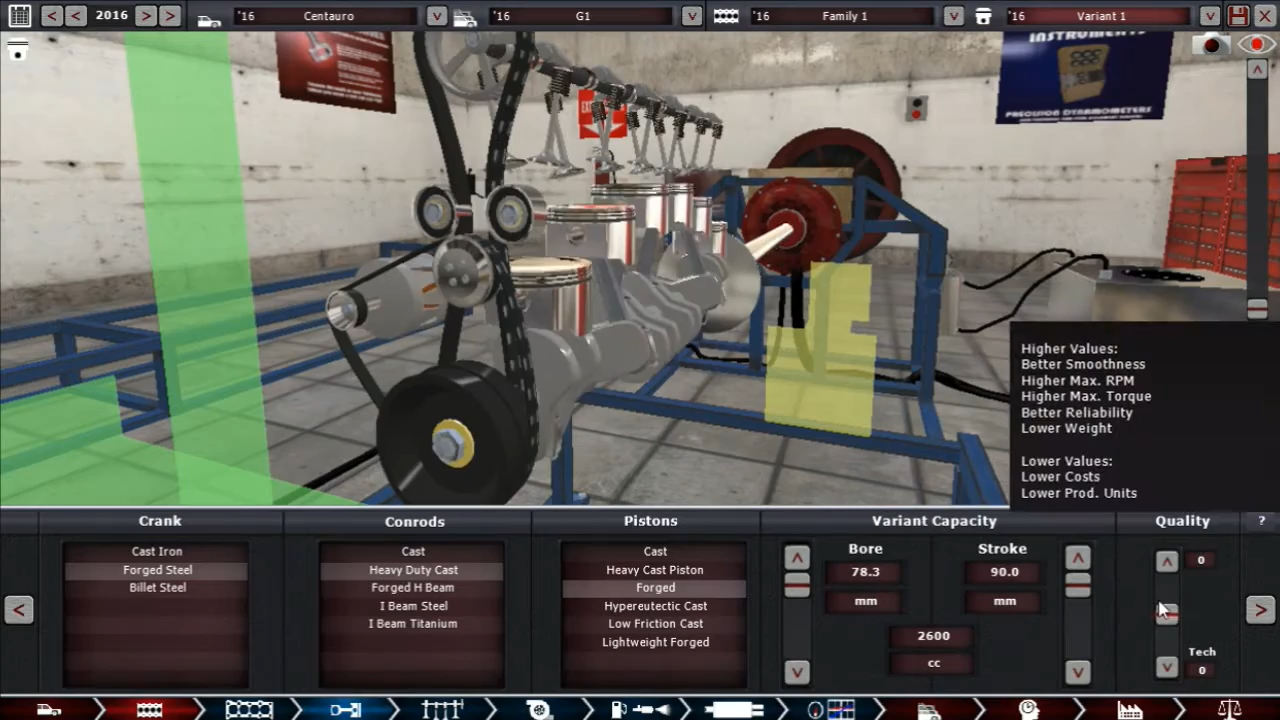 2016
'16 Centauro
'16 G1
'16 Family 1
'16 Variant 1
INSTRUMENTS
PRECISION DYNAMOMETERS
Higher Values:
Better Smoothness
Higher Max. RPM
Higher Max. Torque
Better Reliability
Lower Weight
Lower Values:
Lower Costs
Lower Prod. Units
Crank
Cast Iron
Forged Steel
Billet Steel
Conrods
Cast
Heavy Duty Cast
Forged H Beam
I Beam Steel
I Beam Titanium
Pistons
Cast
Heavy Cast Piston
Forged
Hypereutectic Cast
Low Friction Cast
Lightweight Forged
Variant Capacity
Bore
78.3
mm
Stroke
90.0
mm
2600
cc
Quality
0
Tech
0
?